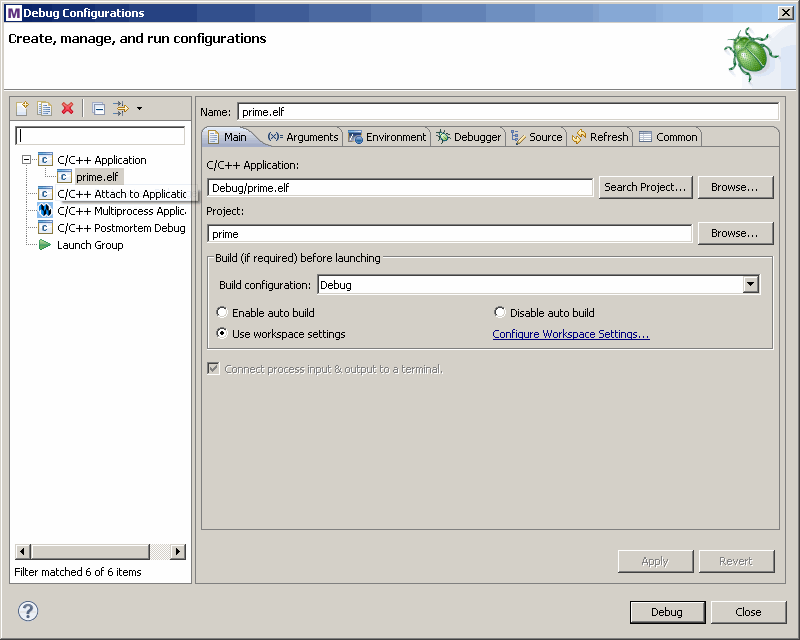 Debug Configurations
Create, manage, and run configurations
Name: prime.elf
Main (x)= Arguments Environment Debugger Source Refresh Common
C/C++ Application
prime.elf
C/C++ Attach to Applicatio
C/C++ Multiprocess Applic
C/C++ Postmortem Debug
Launch Group
Filter matched 6 of 6 items
C/C++ Application:
Debug/prime.elf Search Project... Browse...
Project:
prime Browse...
Build (if required) before launching
Build configuration: Debug
Enable auto build Disable auto build
Use workspace settings Configure Workspace Settings...
Connect process input & output to a terminal.
Apply Revert
? Debug Close